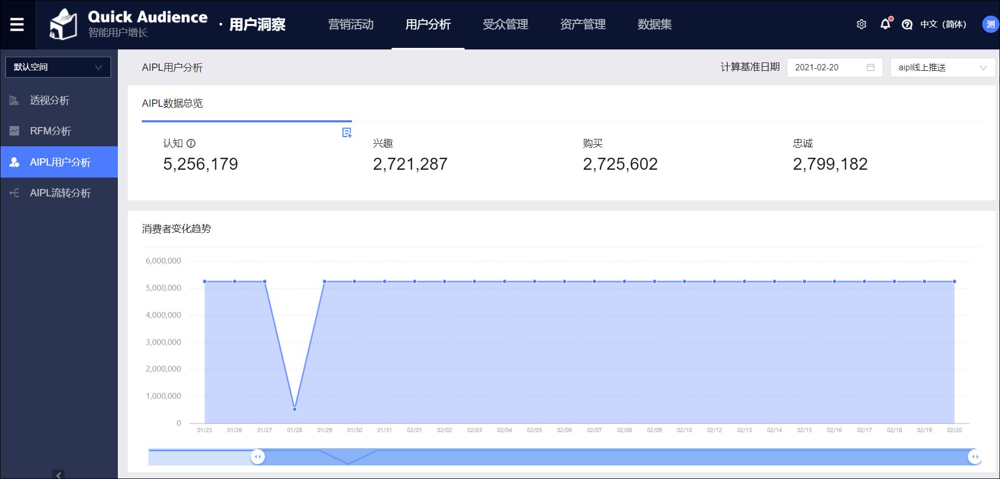 Quick Audience
智能用户增长
· 用户洞察
营销活动
用户分析
受众管理
资产管理
数据集
中文 (简体)
测
默认空间
透视分析
RFM分析
AIPL用户分析
AIPL流转分析
AIPL用户分析
计算基准日期
2021-02-20
aipl线上推送
AIPL数据总览
认知
5,256,179
兴趣
2,721,287
购买
2,725,602
忠诚
2,799,182
消费者变化趋势
6,000,000
5,000,000
4,000,000
3,000,000
2,000,000
1,000,000
0
01/25 01/26 01/27 01/28 01/29 01/30 01/31 02/01 02/02 02/03 02/04 02/05 02/06 02/07 02/08 02/09 02/10 02/12 02/13 02/14 02/15 02/16 02/17 02/18 02/19 02/20